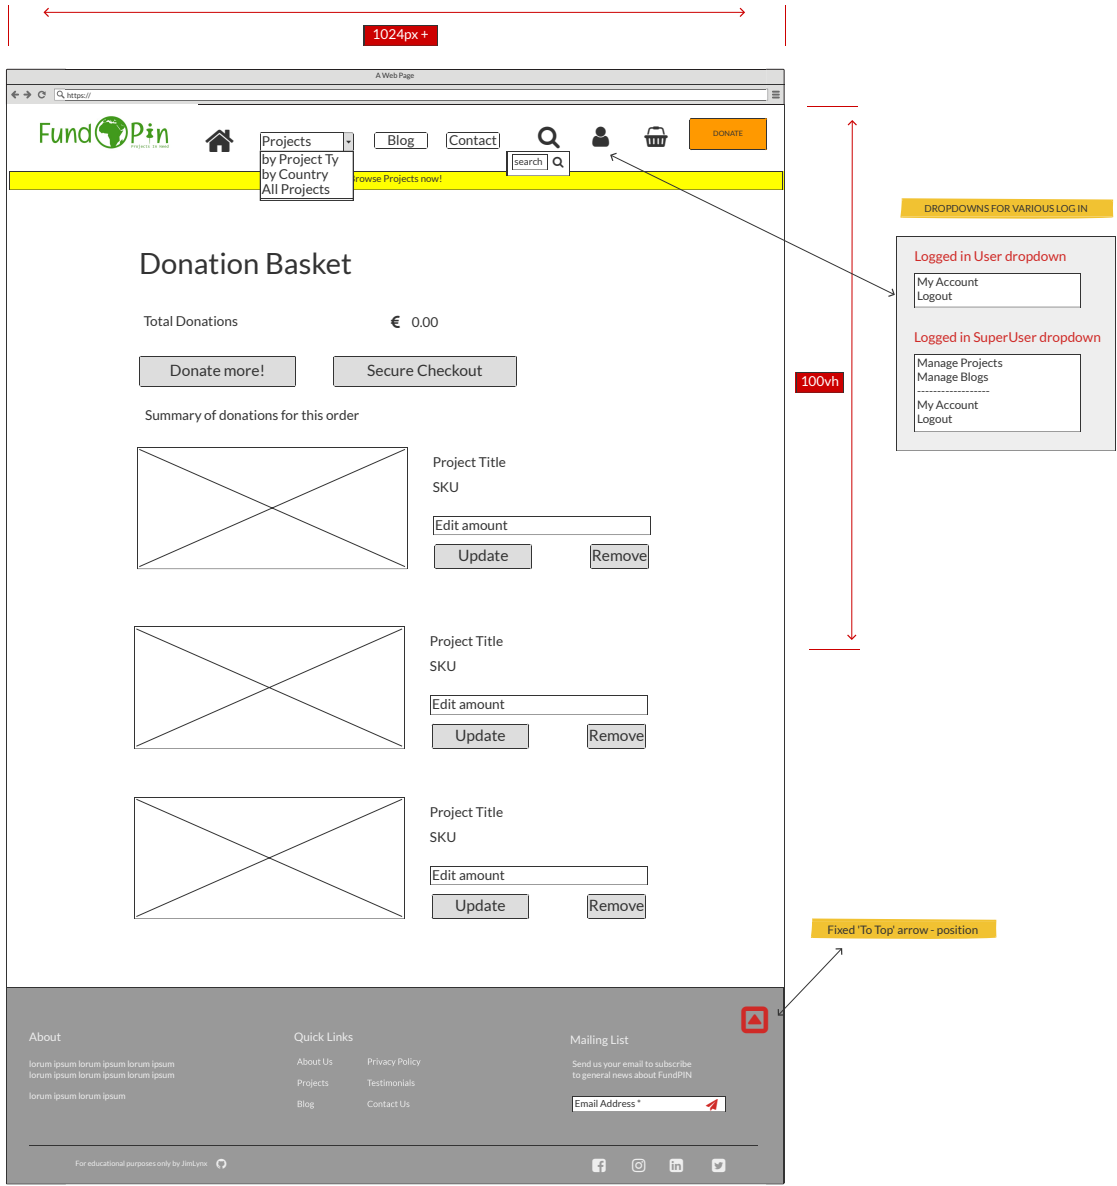 1024px +
A Web Page
https://
FundPin
Projects in need
Projects
by Project Ty
by Country
All Projects
Blog
Contact
search
DONATE
rowse Projects now!
DROPDOWNS FOR VARIOUS LOG IN
Logged in User dropdown
My Account
Logout
Logged in SuperUser dropdown
Manage Projects
Manage Blogs
------------------
My Account
Logout
100vh
Donation Basket
Total Donations
€ 0.00
Donate more!
Secure Checkout
Summary of donations for this order
Project Title
SKU
Edit amount
Update
Remove
Project Title
SKU
Edit amount
Update
Remove
Project Title
SKU
Edit amount
Update
Remove
Fixed 'To Top' arrow - position
About
lorum ipsum lorum ipsum lorum ipsum
lorum ipsum lorum ipsum lorum ipsum
lorum ipsum lorum ipsum
Quick Links
About Us
Privacy Policy
Projects
Testimonials
Blog
Contact Us
Mailing List
Send us your email to subscribe
to general news about FundPIN
Email Address *
For educational purposes only by JimLynx